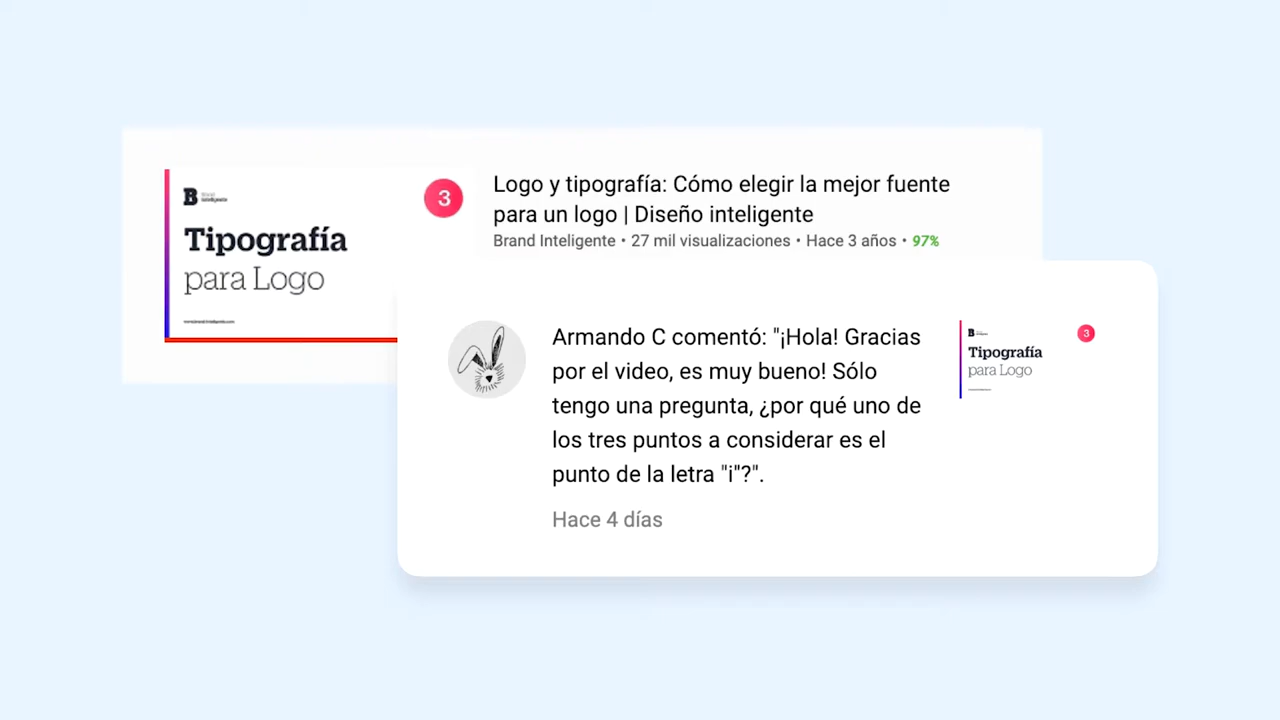 B Brand Inteligente
Tipografía
para Logo
3
Logo y tipografía: Cómo elegir la mejor fuente
para un logo | Diseño inteligente
Brand Inteligente • 27 mil visualizaciones • Hace 3 años • 97%
Armando C comentó: "¡Hola! Gracias
por el video, es muy bueno! Sólo
tengo una pregunta, ¿por qué uno de
los tres puntos a considerar es el
punto de la letra "i"?".
Hace 4 días
B
Tipografía
para Logo
3